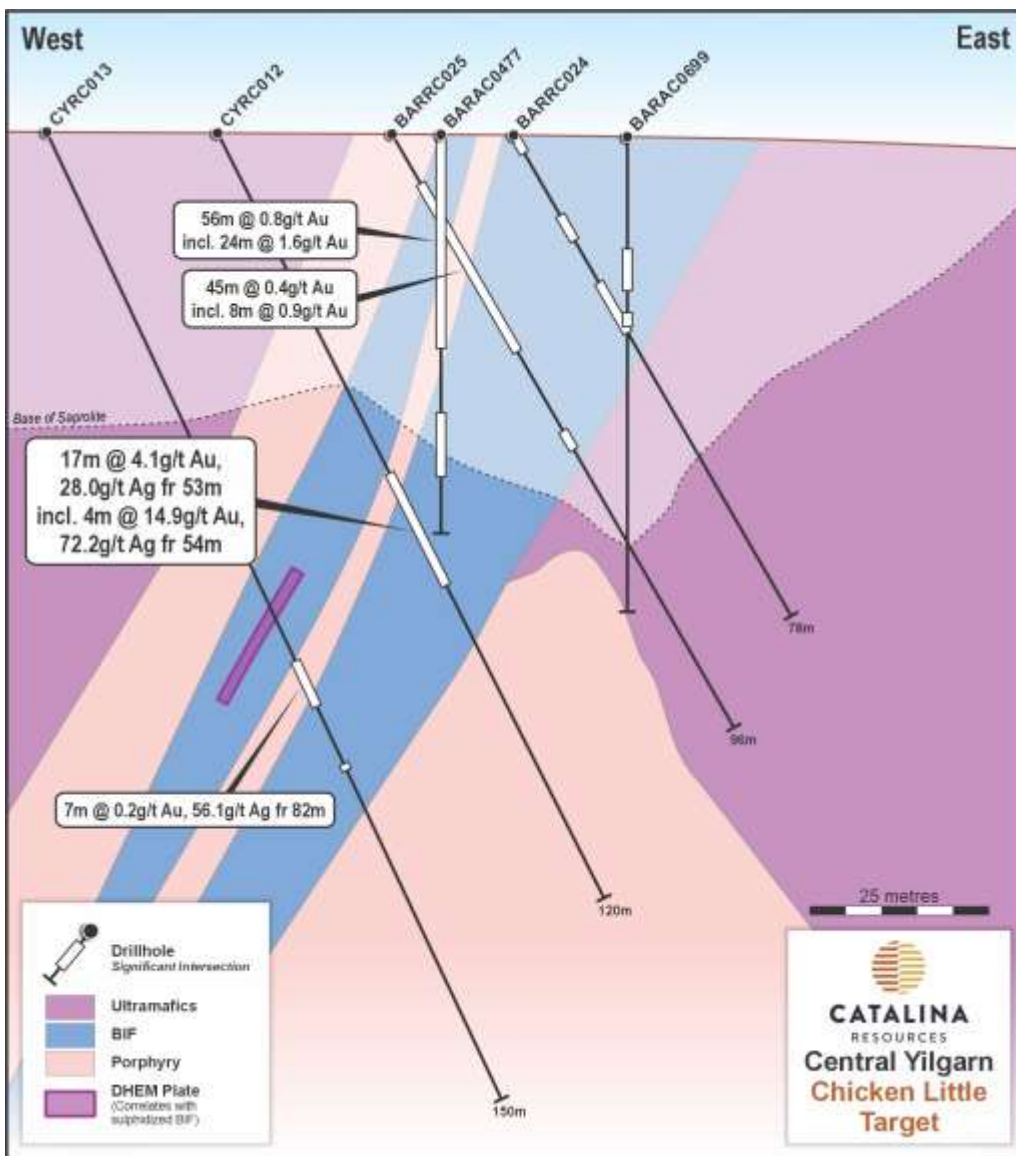 West
East
CYRC013
CYRC012
BARRC025
BARAC0477
BARRC024
BARAC0699
56m @ 0.8g/t Au
incl. 24m @ 1.6g/t Au
45m @ 0.4g/t Au
incl. 8m @ 0.9g/t Au
Base of Saprolite
17m @ 4.1g/t Au,
28.0g/t Ag fr 53m
incl. 4m @ 14.9g/t Au,
72.2g/t Ag fr 54m
78m
96m
7m @ 0.2g/t Au, 56.1g/t Ag fr 82m
120m
150m
25 metres
Drillhole
Significant Intersection
Ultramafics
BIF
Porphyry
DHEM Plate
(Correlates with
sulphidized BIF)
CATALINA
RESOURCES
Central Yilgarn
Chicken Little
Target